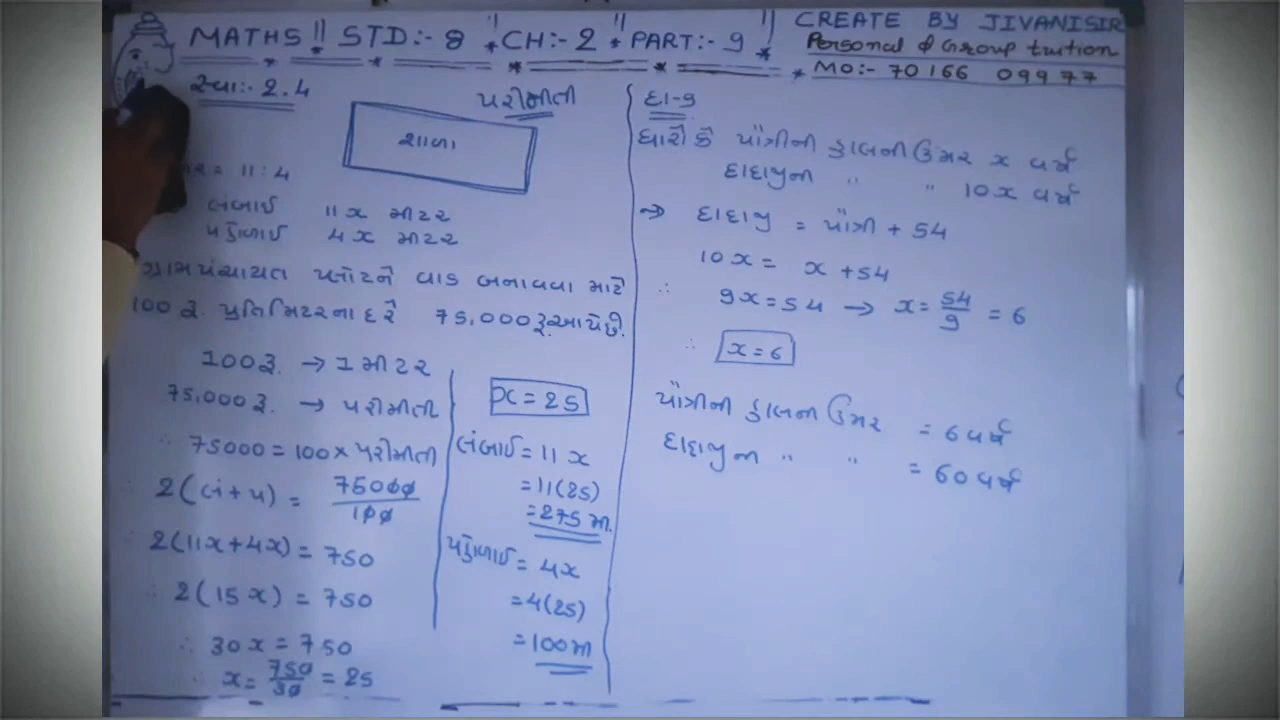 MATHS || STD:- 8 * CH:- 2 * PART:- 9 *
CREATE BY JIVANISIR
Personal & Group tuition
MO:- 70166 09977
સ્વા:- 2.4
પરીમીતી
શાળા
11:4
લંબાઈ 11x મીટર
પહોળાઈ 4x મીટર
ગ્રામપંચાયત પ્લોટને વાડ બનાવવા માટે
100 રૂ. પ્રતિમિટરના દરે 75,000 રૂ. આપે છે.
100 રૂ. → 1 મીટર
75,000 રૂ. → પરીમીતી
∴ 75000 = 100 × પરીમીતી
∴ 2(લં+પ) = 75000/100
∴ 2(11x+4x) = 750
∴ 2(15x) = 750
∴ 30x = 750
∴ x = 750/30 = 25
x = 25
લંબાઈ = 11x
= 11(25)
= 275 મી.
પહોળાઈ = 4x
= 4(25)
= 100 મી
દા-9
ધારો કે પૌત્રીની હાલની ઉંમર x વર્ષ
દાદાજીની " " 10x વર્ષ
→ દાદાજી = પૌત્રી + 54
10x = x + 54
∴ 9x = 54 → x = 54/9 = 6
∴ x = 6
પૌત્રીની હાલની ઉંમર = 6 વર્ષ
દાદાજીની " " = 60 વર્ષ